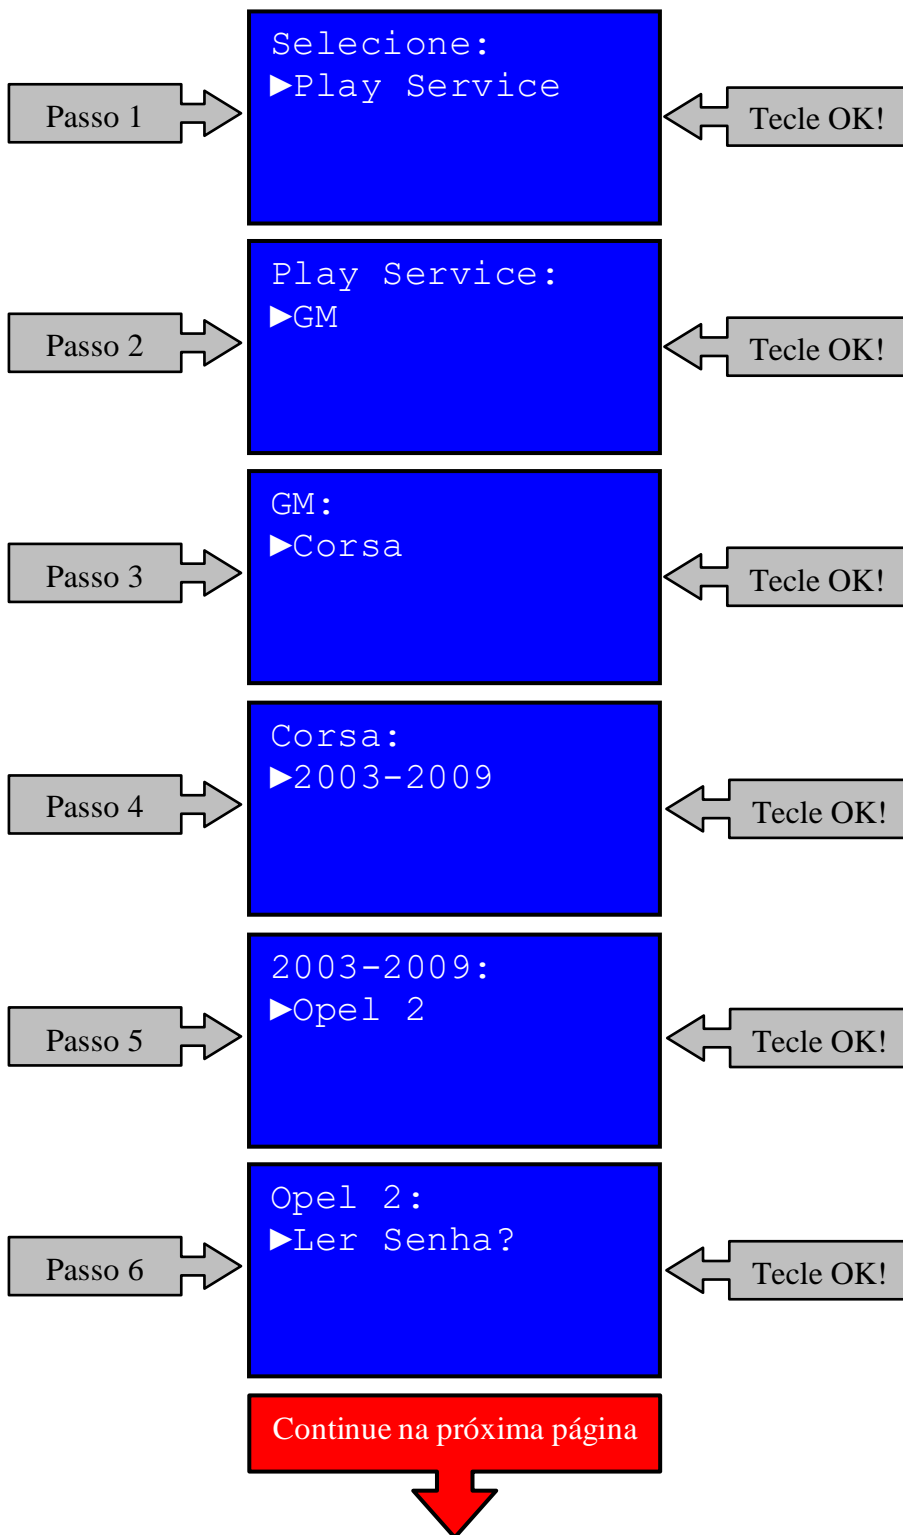 Selecione:
►Play Service
Passo 1
Tecle OK!
Play Service:
►GM
Passo 2
Tecle OK!
GM:
►Corsa
Passo 3
Tecle OK!
Corsa:
►2003-2009
Passo 4
Tecle OK!
2003-2009:
►Opel 2
Passo 5
Tecle OK!
Opel 2:
►Ler Senha?
Passo 6
Tecle OK!
Continue na próxima página